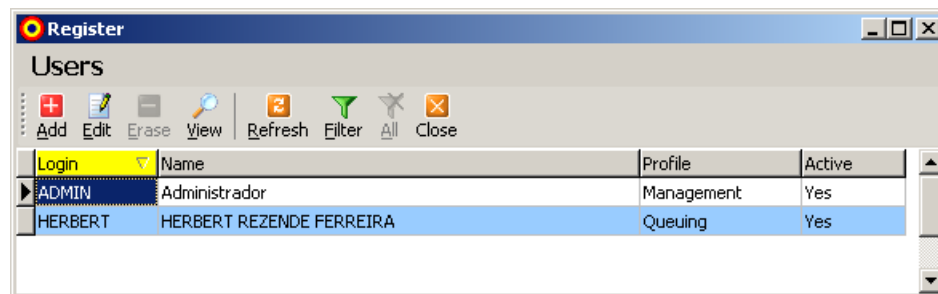 Register
Users
Add Edit Erase View Refresh Filter All Close
Login Name Profile Active
ADMIN Administrador Management Yes
HERBERT HERBERT REZENDE FERREIRA Queuing Yes